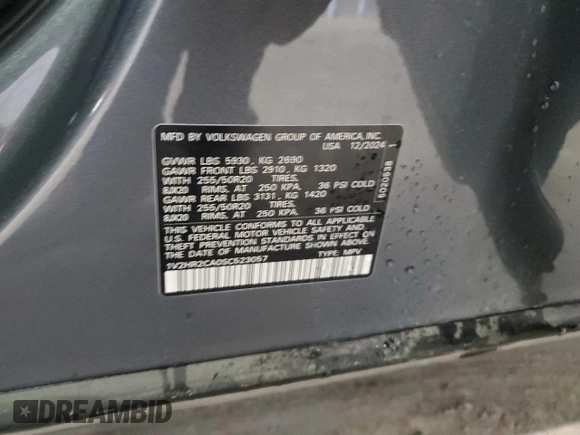 MFD BY VOLKSWAGEN GROUP OF AMERICA, INC.
USA 12/2024
GVWR LBS 5930, KG 2690
GAWR FRONT LBS 2910, KG 1320
WITH 255/50R20 TIRES.
8JX20 RIMS, AT 250 KPA, 36 PSI COLD
GAWR REAR LBS 3131, KG 1420
WITH 255/50R20 TIRES.
8JX20 RIMS, AT 250 KPA, 36 PSI COLD
THIS VEHICLE CONFORMS TO ALL APPLICABLE
U.S. FEDERAL MOTOR VEHICLE SAFETY AND
THEFT PREVENTION STANDARDS IN EFFECT ON
THE DATE OF MANUFACTURE SHOWN ABOVE.
1V2HR2CA0SC523057 TYPE: MPV
DREAMBID